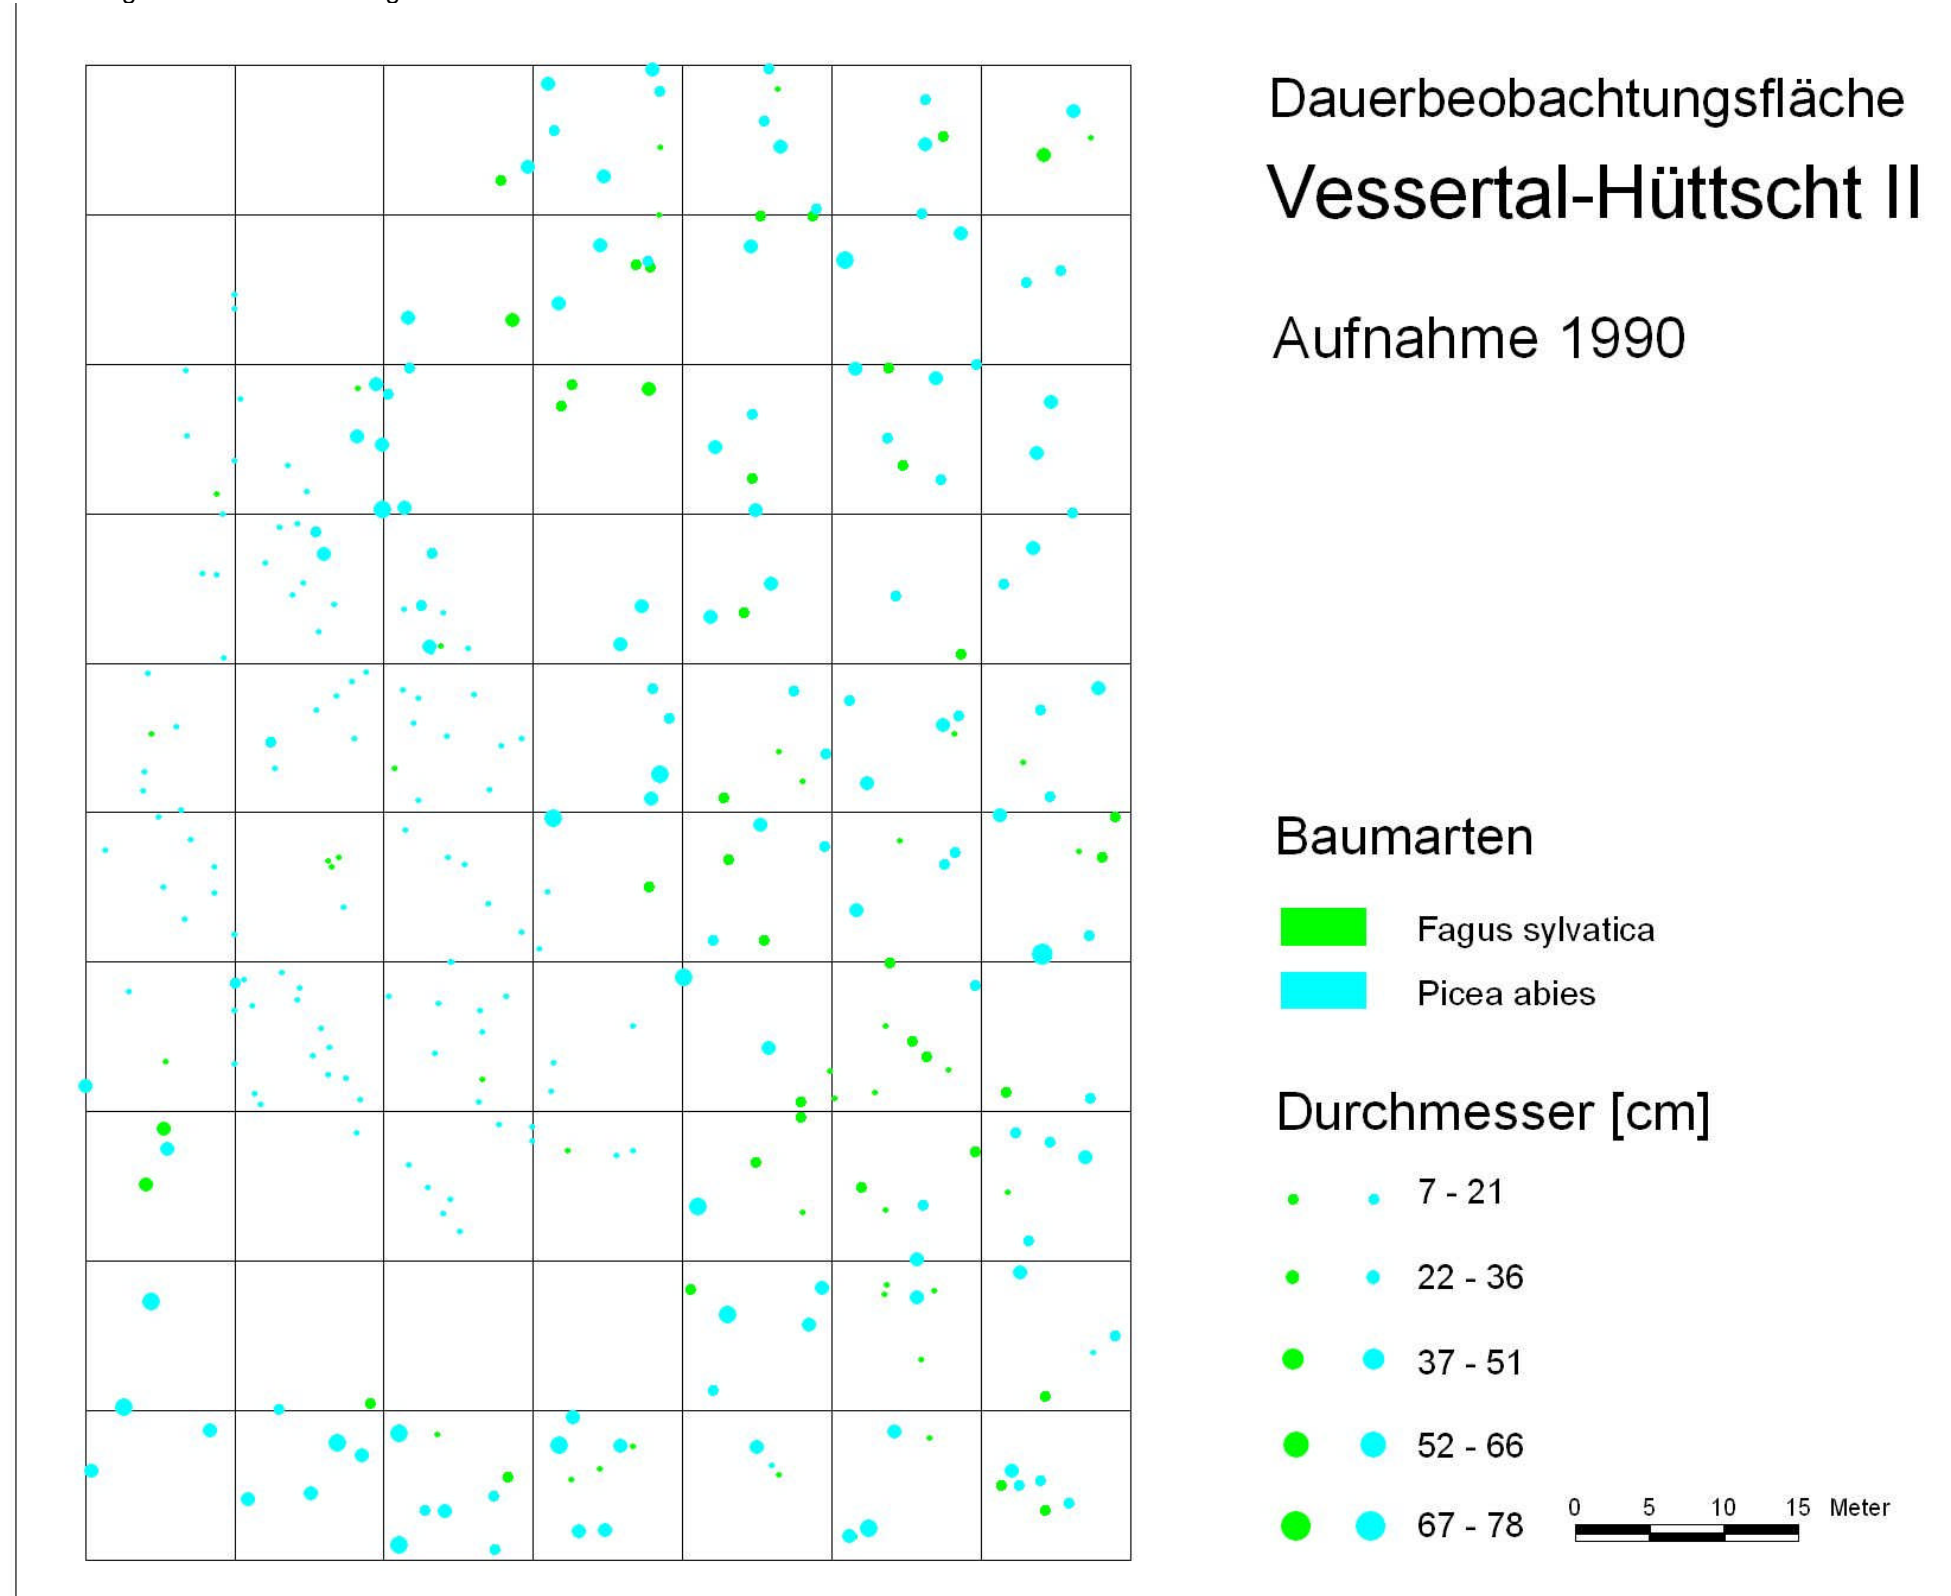 Dauerbeobachtungsfläche
Vessertal-Hüttscht II
Aufnahme 1990
Baumarten
Fagus sylvatica
Picea abies
Durchmesser [cm]
7 - 21
22 - 36
37 - 51
52 - 66
67 - 78
0 5 10 15 Meter